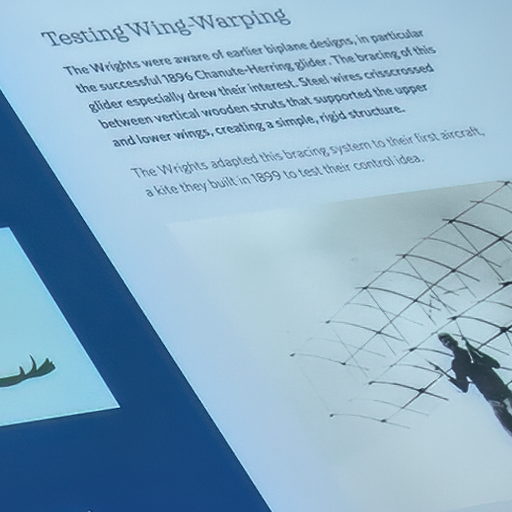 Testing Wing-Warping
The Wrights were aware of earlier biplane designs, in particular
the successful 1896 Chanute-Herring glider. The bracing of this
glider especially drew their interest. Steel wires crisscrossed
between vertical wooden struts that supported the upper
and lower wings, creating a simple, rigid structure.
The Wrights adapted this bracing system to their first aircraft,
a kite they built in 1899 to test their control idea.